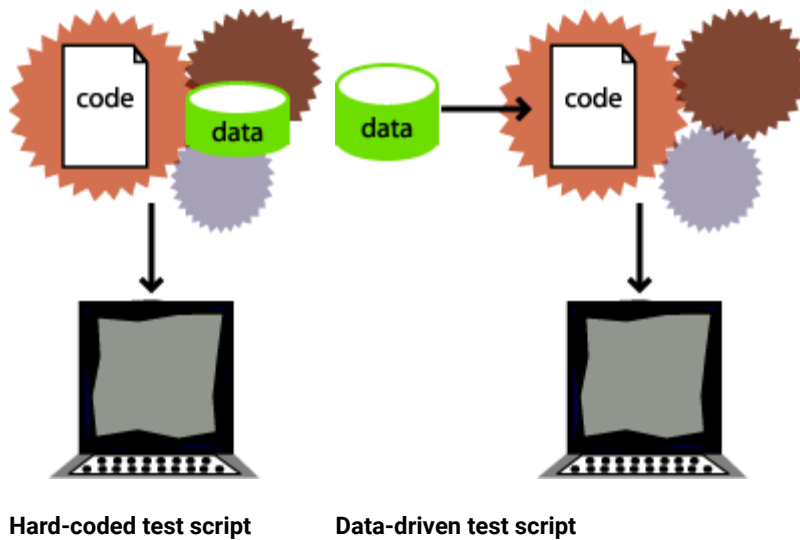 code
data
data
code
Hard-coded test script
Data-driven test script